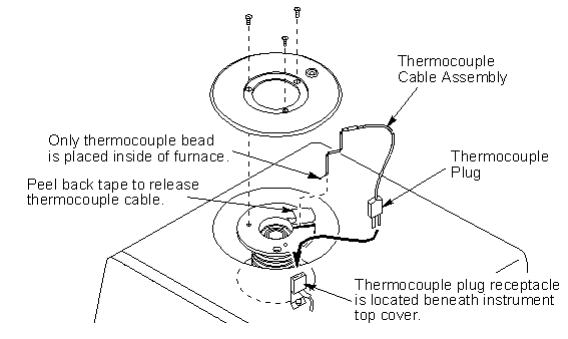 Thermocouple
Cable Assembly
Only thermocouple bead
is placed inside of furnace.
Thermocouple
Plug
Peel back tape to release
thermocouple cable.
Thermocouple plug receptacle
is located beneath instrument
top cover.